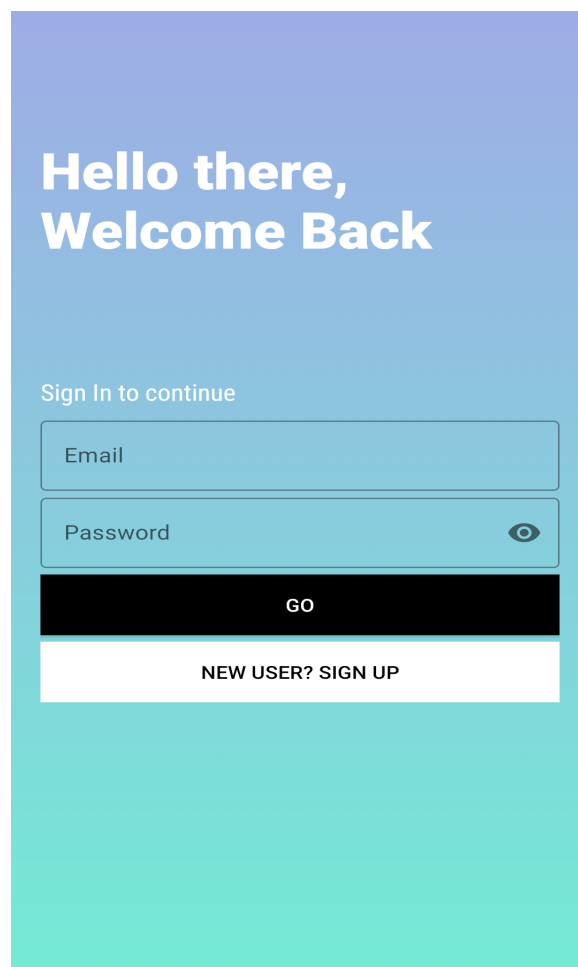 Hello there,
Welcome Back
Sign In to continue
Email
Password
GO
NEW USER? SIGN UP